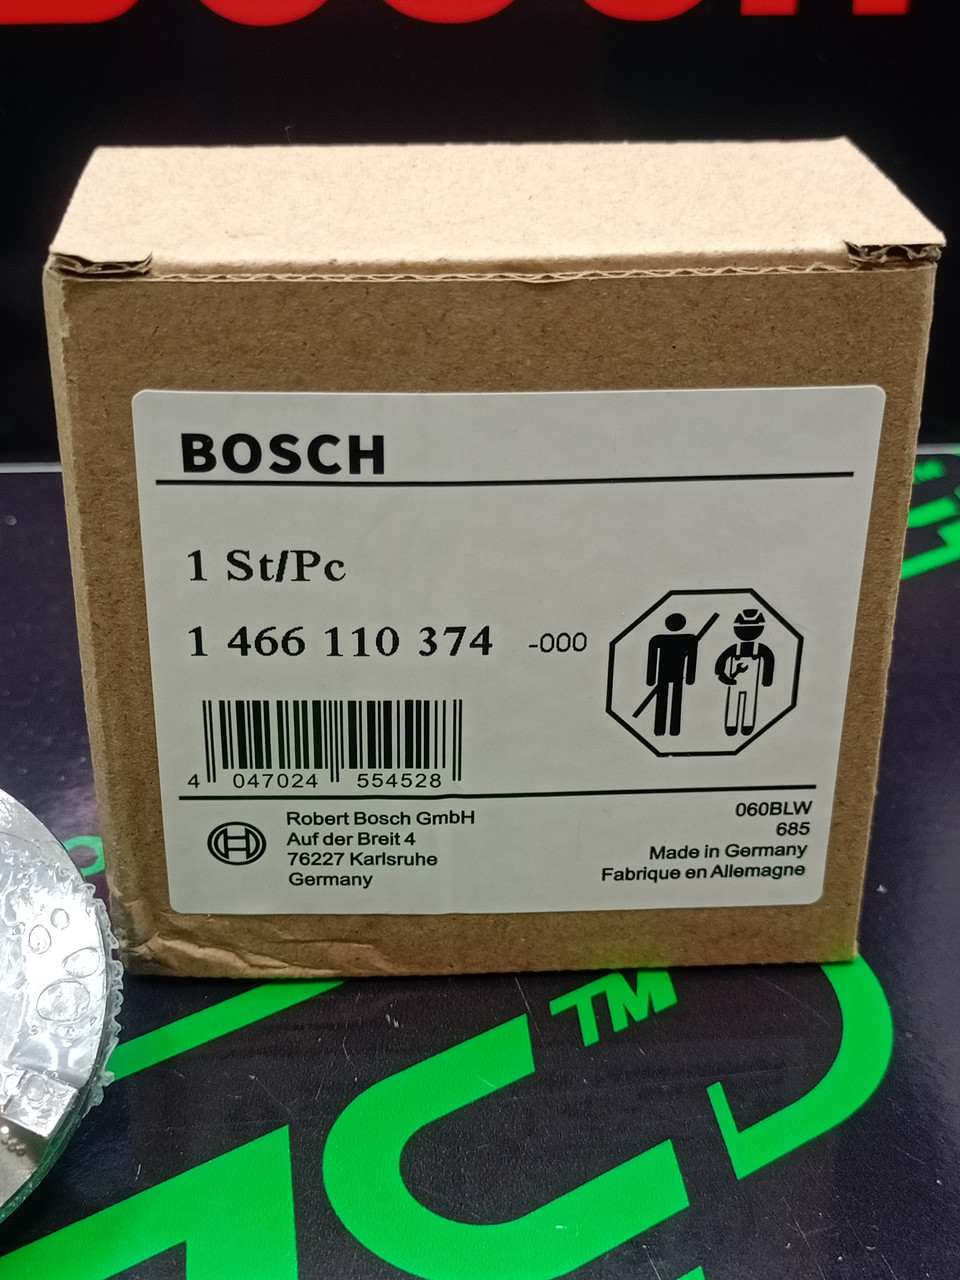 BOSCH
1 St/Pc
1 466 110 374 -000
4 047024 554528
Robert Bosch GmbH
Auf der Breit 4
76227 Karlsruhe
Germany
060BLW
685
Made in Germany
Fabrique en Allemagne
TM